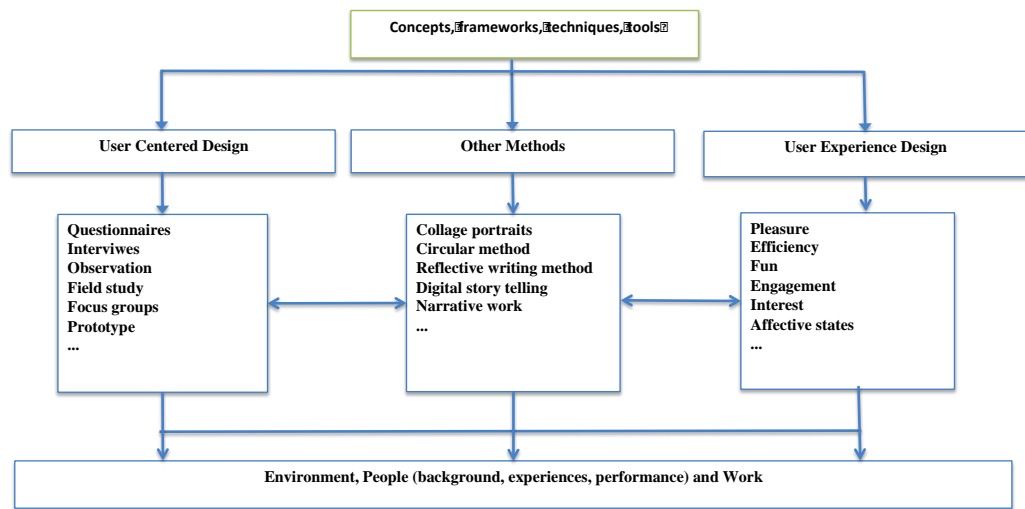 Concepts, frameworks, techniques, tools
User Centered Design
Other Methods
User Experience Design
Questionnaires
Interviwes
Observation
Field study
Focus groups
Prototype
...
Collage portraits
Circular method
Reflective writing method
Digital story telling
Narrative work
...
Pleasure
Efficiency
Fun
Engagement
Interest
Affective states
...
Environment, People (background, experiences, performance) and Work